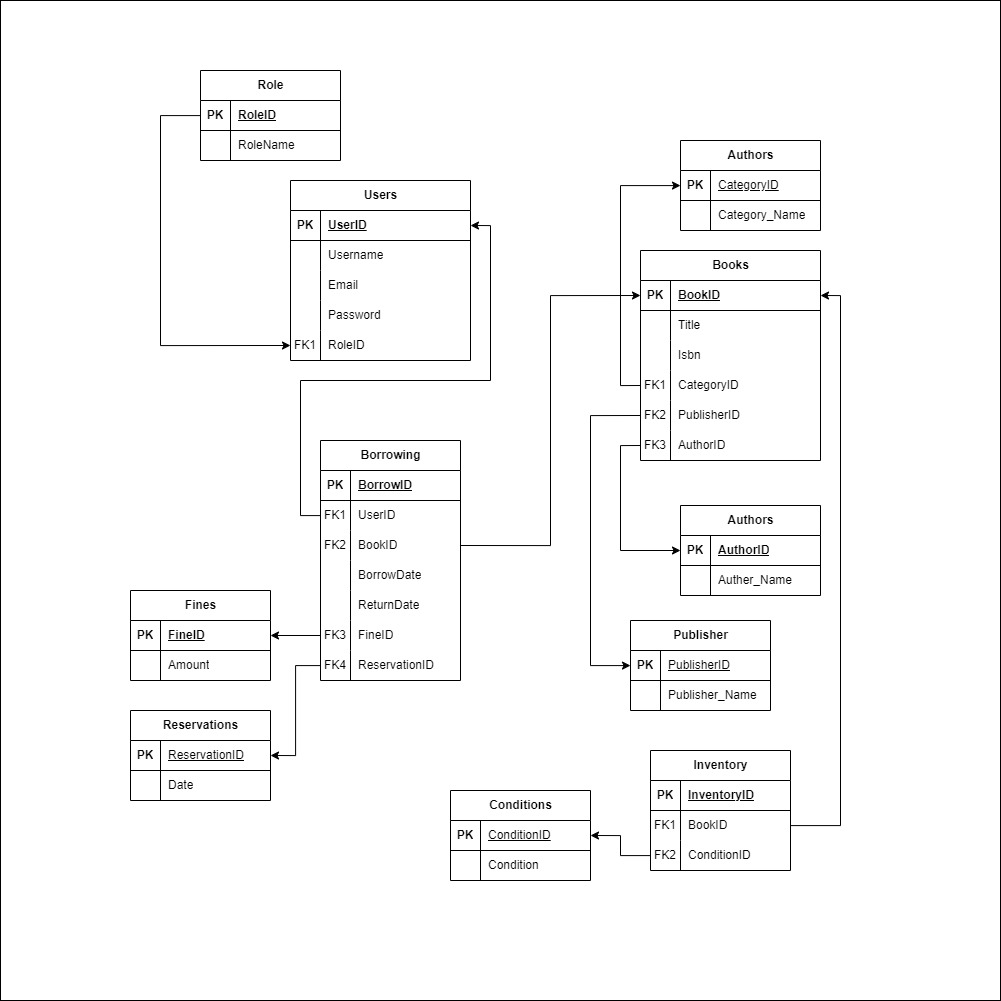 Role
PK RoleID
RoleName
Users
PK UserID
Username
Email
Password
FK1 RoleID
Authors
PK CategoryID
Category_Name
Books
PK BookID
Title
Isbn
FK1 CategoryID
FK2 PublisherID
FK3 AuthorID
Borrowing
PK BorrowID
FK1 UserID
FK2 BookID
BorrowDate
ReturnDate
FK3 FineID
FK4 ReservationID
Authors
PK AuthorID
Auther_Name
Fines
PK FineID
Amount
Publisher
PK PublisherID
Publisher_Name
Reservations
PK ReservationID
Date
Inventory
PK InventoryID
FK1 BookID
FK2 ConditionID
Conditions
PK ConditionID
Condition